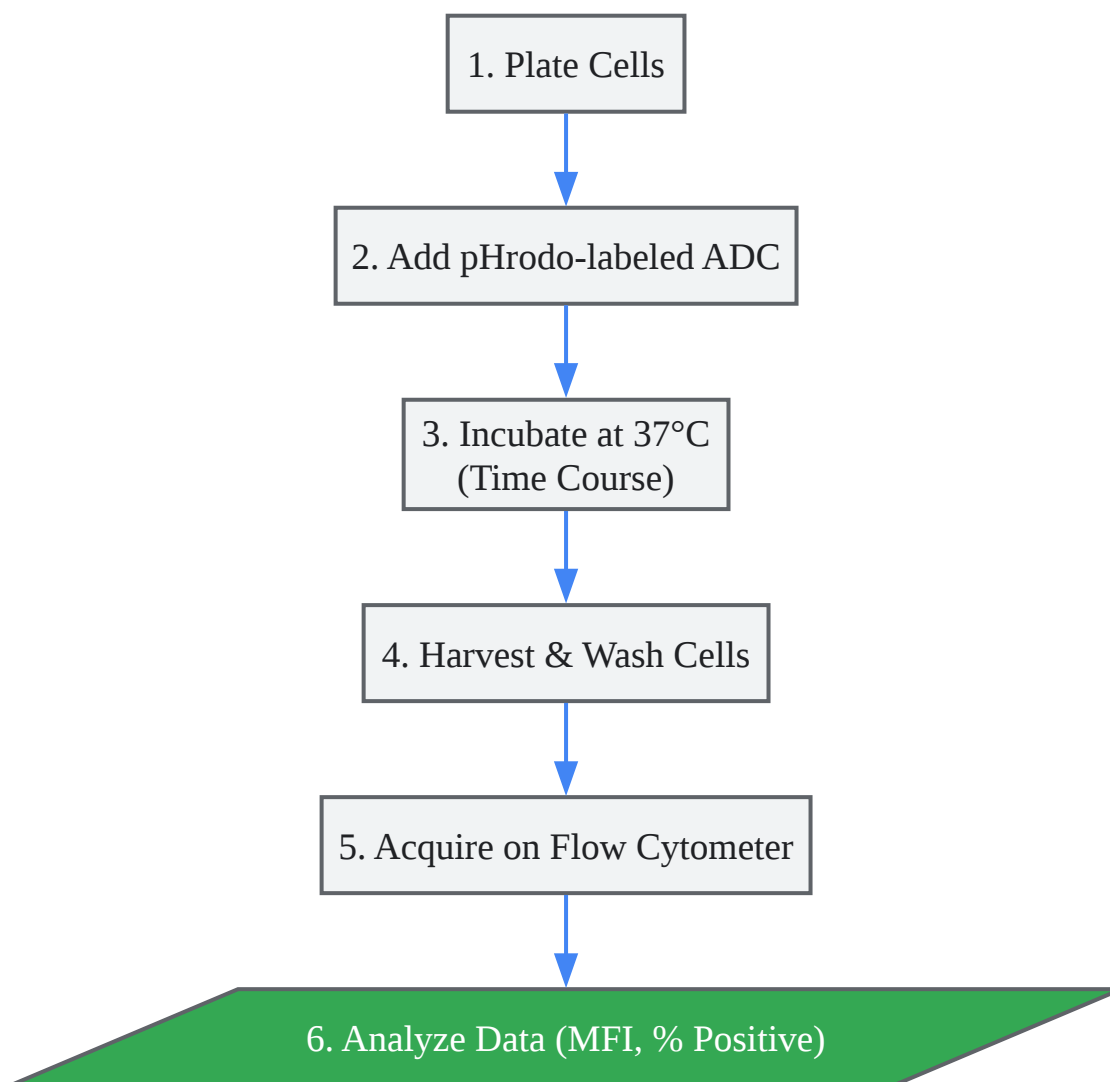 1. Plate Cells
2. Add pHrodo-labeled ADC
3. Incubate at 37°C
(Time Course)
4. Harvest & Wash Cells
5. Acquire on Flow Cytometer
6. Analyze Data (MFI, % Positive)